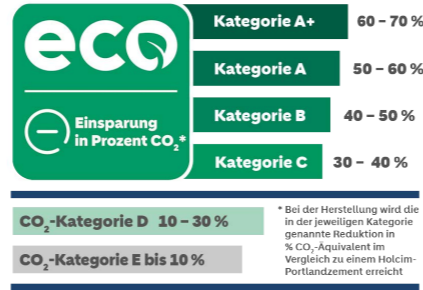 eco
Einsparung
in Prozent CO₂*
Kategorie A+ 60 – 70 %
Kategorie A 50 – 60 %
Kategorie B 40 – 50 %
Kategorie C 30 – 40 %
CO₂-Kategorie D 10 – 30 %
CO₂-Kategorie E bis 10 %
* Bei der Herstellung wird die
in der jeweiligen Kategorie
genannte Reduktion in
% CO₂-Äquivalent im
Vergleich zu einem Holcim-
Portlandzement erreicht